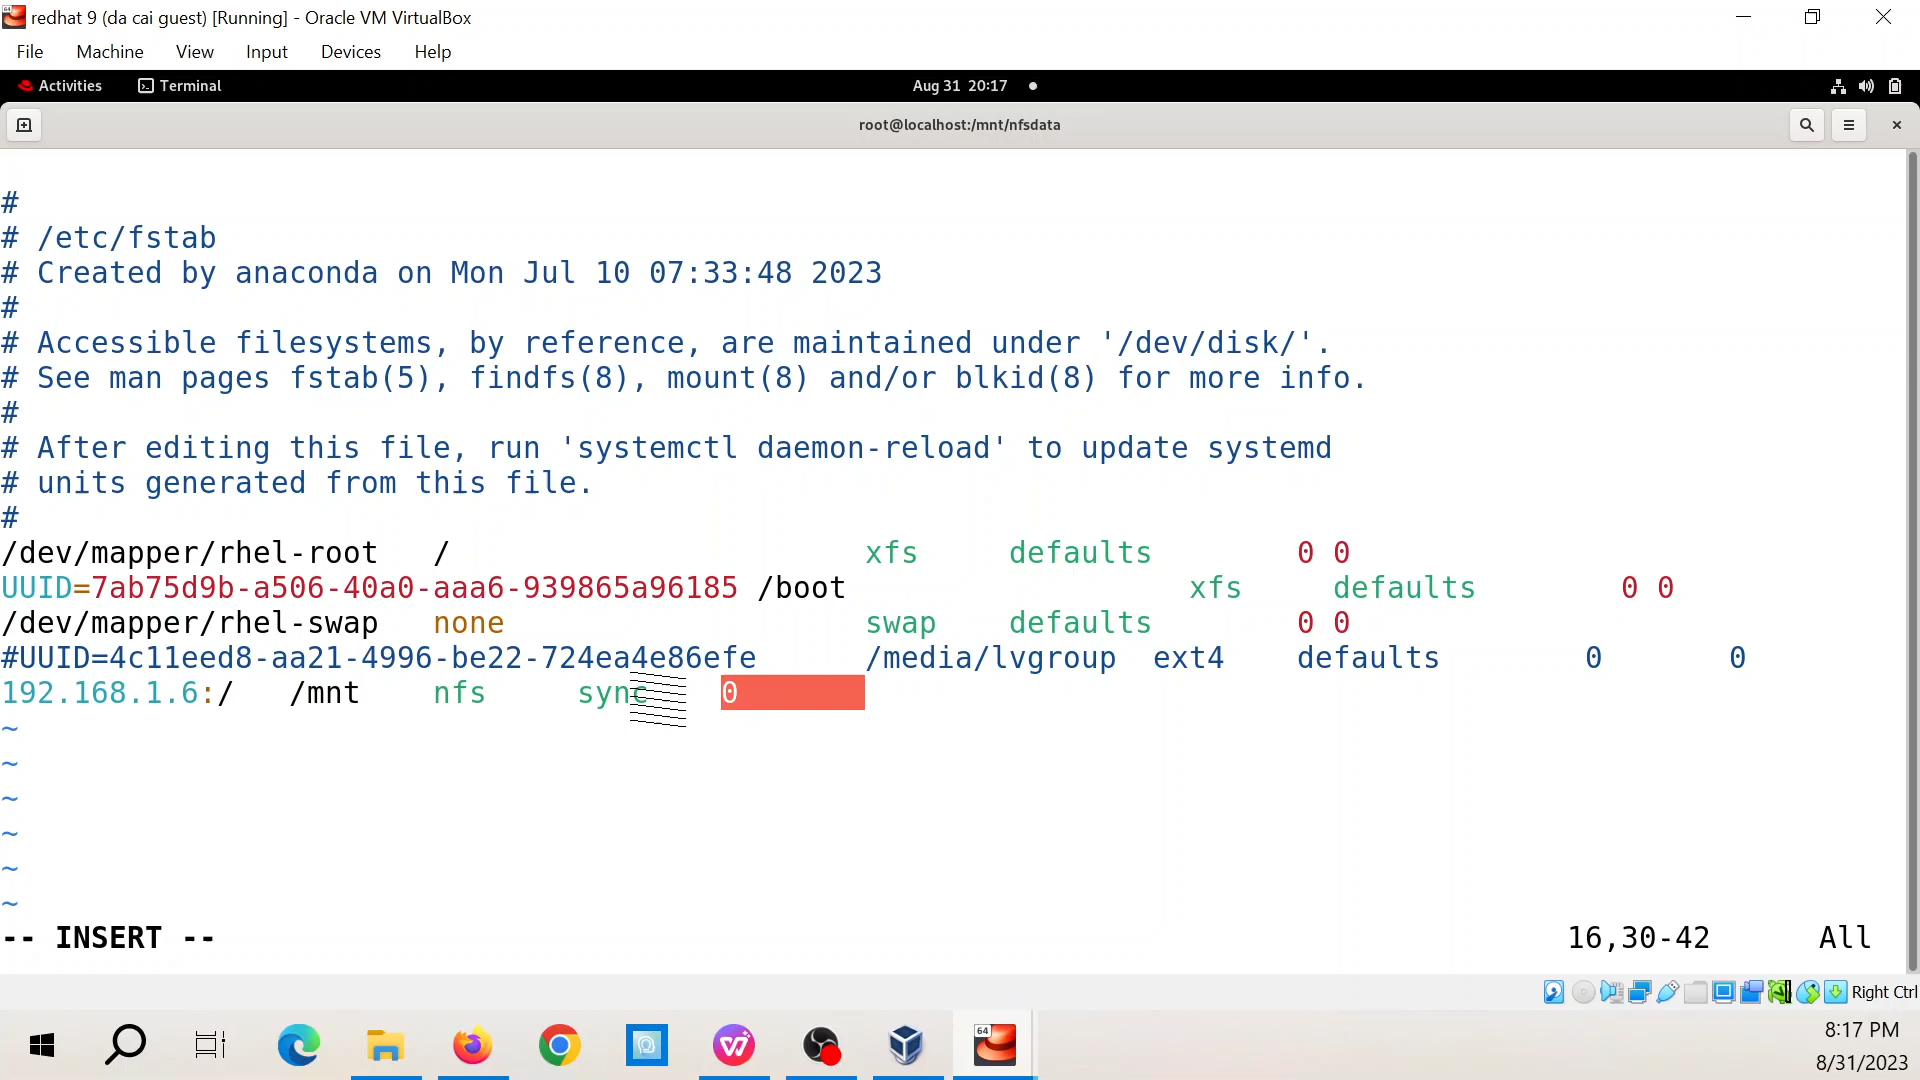 redhat 9 (da cai guest) [Running] - Oracle VM VirtualBox
File Machine View Input Devices Help
Activities Terminal Aug 31 20:17
root@localhost:/mnt/nfsdata
#
# /etc/fstab
# Created by anaconda on Mon Jul 10 07:33:48 2023
#
# Accessible filesystems, by reference, are maintained under '/dev/disk/'.
# See man pages fstab(5), findfs(8), mount(8) and/or blkid(8) for more info.
#
# After editing this file, run 'systemctl daemon-reload' to update systemd
# units generated from this file.
#
/dev/mapper/rhel-root / xfs defaults 0 0
UUID=7ab75d9b-a506-40a0-aaa6-939865a96185 /boot xfs defaults 0 0
/dev/mapper/rhel-swap none swap defaults 0 0
#UUID=4c11eed8-aa21-4996-be22-724ea4e86efe /media/lvgroup ext4 defaults 0 0
192.168.1.6:/ /mnt nfs sync 0
~
~
~
~
~
~
-- INSERT -- 16,30-42 All
Right Ctrl
64
8:17 PM
8/31/2023